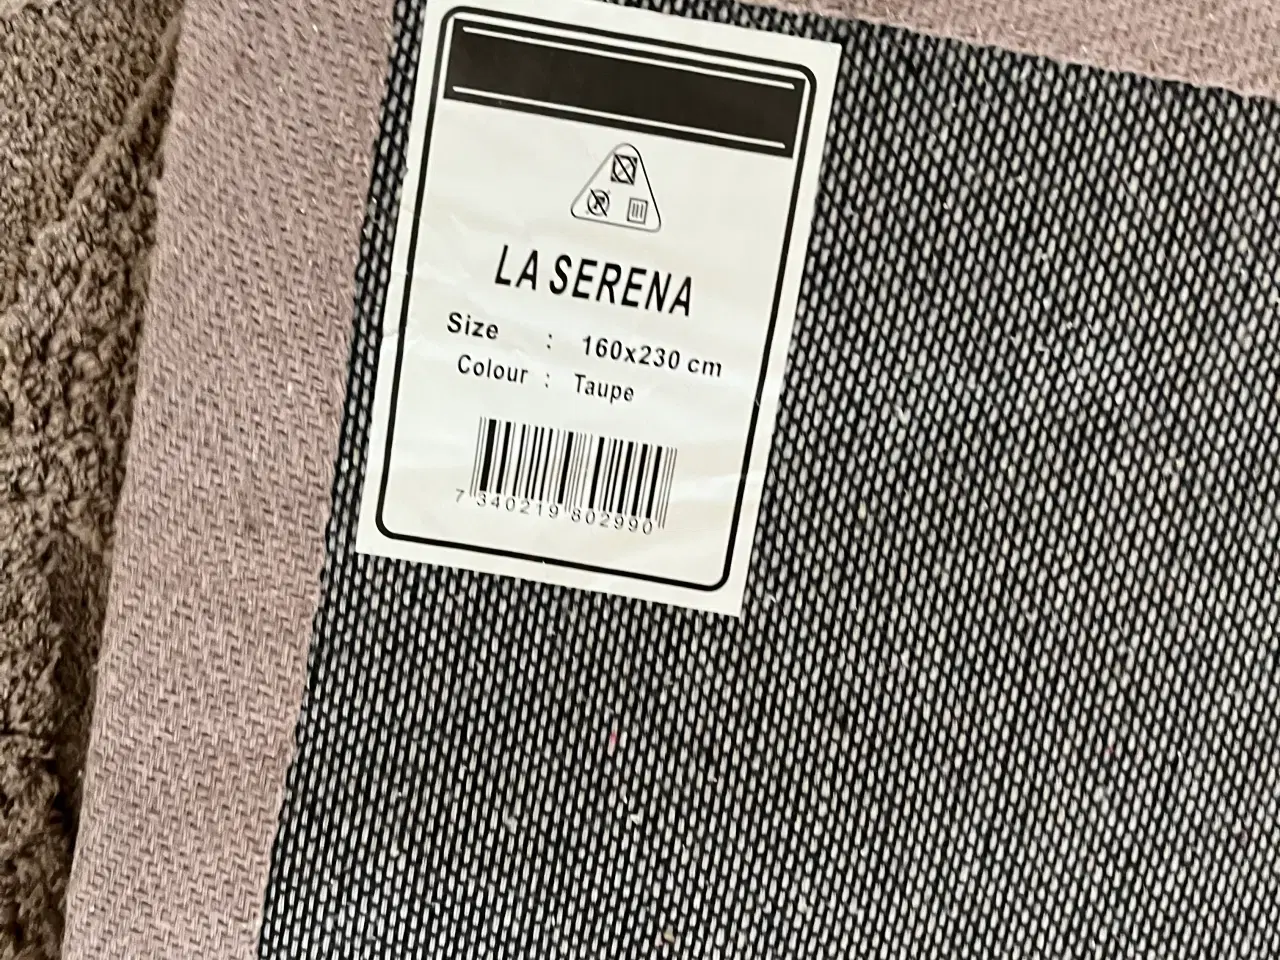 LA SERENA
Size : 160x230 cm
Colour : Taupe
7 340219 802990